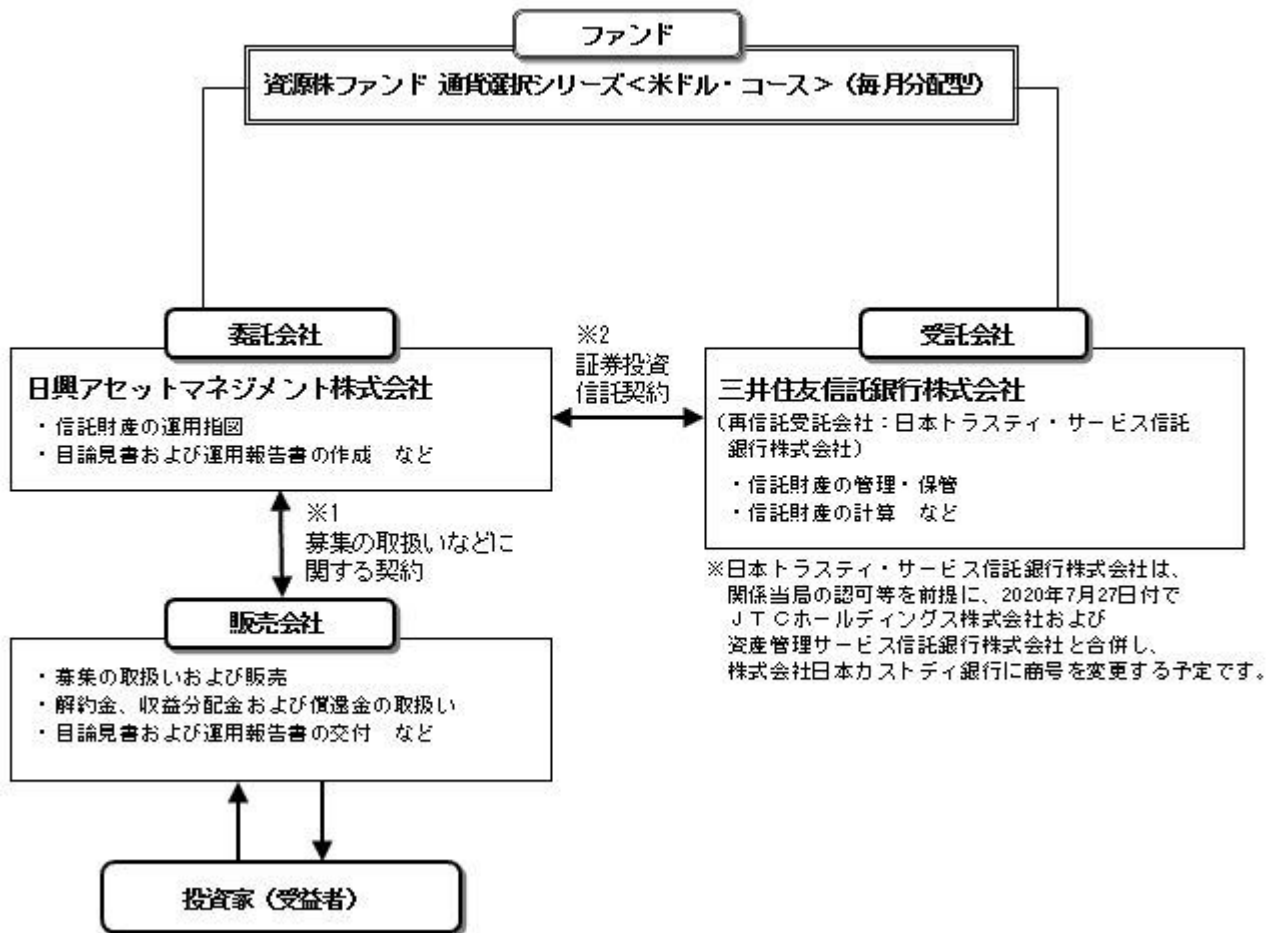 ファンド
資源株ファンド 通貨選択シリーズ＜米ドル・コース＞（毎月分配型）
委託会社
日興アセットマネジメント株式会社
・信託財産の運用指図
・目論見書および運用報告書の作成　など
※2
証券投資
信託契約
受託会社
三井住友信託銀行株式会社
（再信託受託会社：日本トラスティ・サービス信託
銀行株式会社）
・信託財産の管理・保管
・信託財産の計算　など
※1
募集の取扱いなどに
関する契約
※日本トラスティ・サービス信託銀行株式会社は、
関係当局の認可等を前提に、2020年7月27日付で
ＪＴＣホールディングス株式会社および
資産管理サービス信託銀行株式会社と合併し、
株式会社日本カストディ銀行に商号を変更する予定です。
販売会社
・募集の取扱いおよび販売
・解約金、収益分配金および償還金の取扱い
・目論見書および運用報告書の交付　など
投資家（受益者）